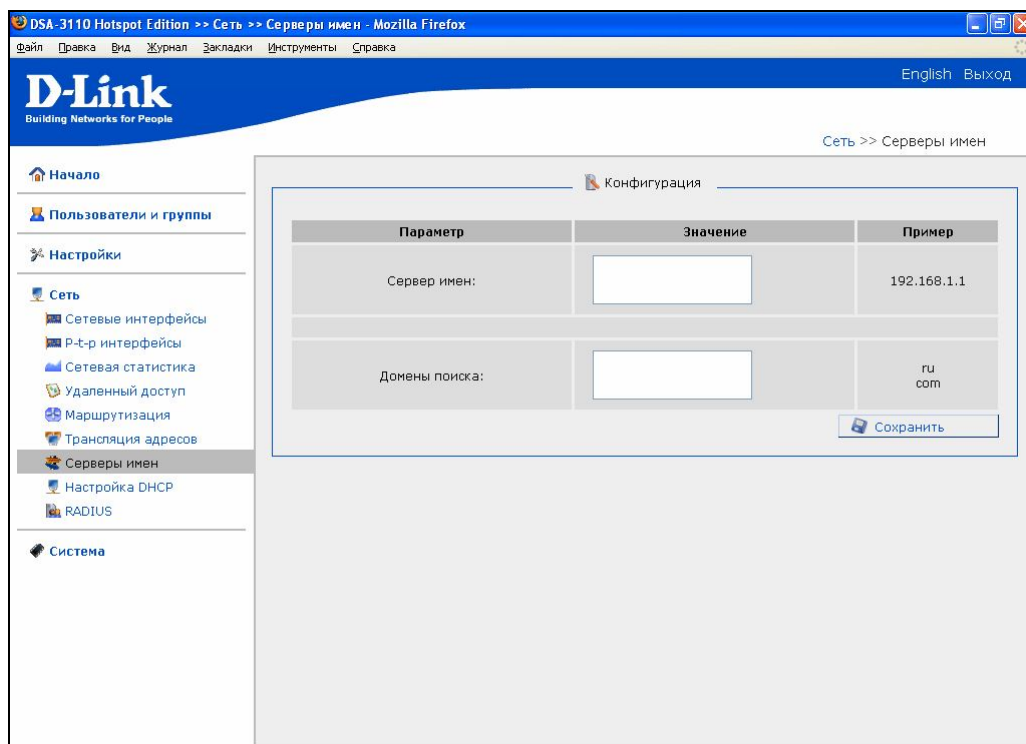 DSA-3110 Hotspot Edition >> Сеть >> Серверы имен - Mozilla Firefox
Файл Правка Вид Журнал Закладки Инструменты Справка
D-Link
Building Networks for People
English Выход
Сеть >> Серверы имен
Начало
Пользователи и группы
Настройки
Сеть
Сетевые интерфейсы
P-t-p интерфейсы
Сетевая статистика
Удаленный доступ
Маршрутизация
Трансляция адресов
Серверы имен
Настройка DHCP
RADIUS
Система
Конфигурация
Параметр Значение Пример
Сервер имен: 192.168.1.1
Домены поиска: ru
com
Сохранить